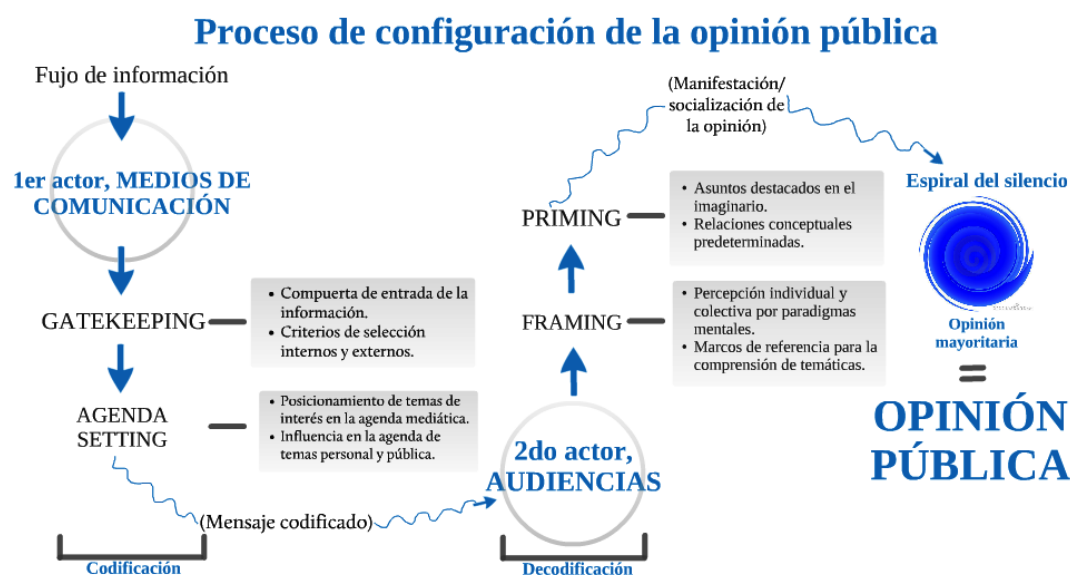 Proceso de configuración de la opinión pública
Fujo de información
1er actor, MEDIOS DE
COMUNICACIÓN
GATEKEEPING
• Compuerta de entrada de la
información.
• Criterios de selección
internos y externos.
AGENDA
SETTING
• Posicionamiento de temas de
interés en la agenda mediática.
• Influencia en la agenda de
temas personal y pública.
(Mensaje codificado)
Codificación
2do actor,
AUDIENCIAS
Decodificación
FRAMING
• Percepción individual y
colectiva por paradigmas
mentales.
• Marcos de referencia para la
comprensión de temáticas.
PRIMING
• Asuntos destacados en el
imaginario.
• Relaciones conceptuales
predeterminadas.
(Manifestación/
socialización de
la opinión)
Espiral del silencio
Opinión
mayoritaria
=
OPINIÓN
PÚBLICA